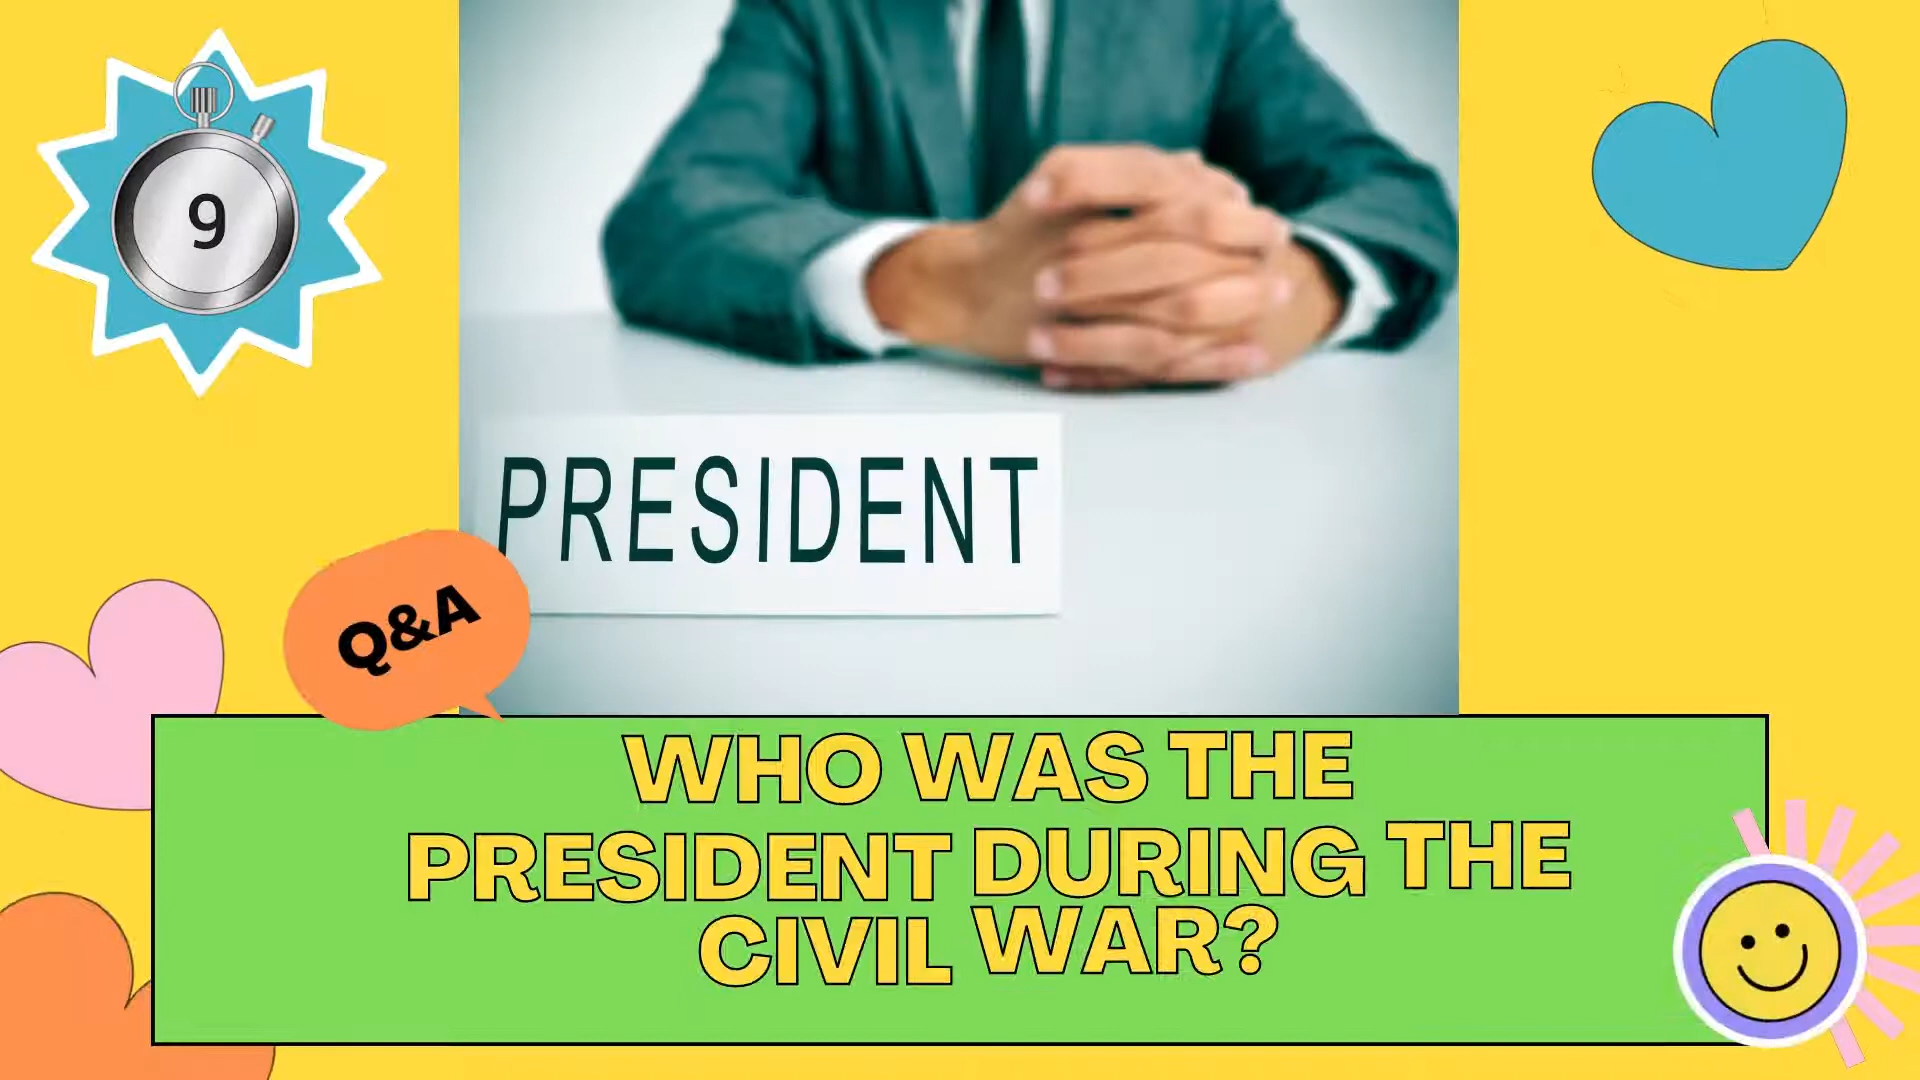 9
PRESIDENT
Q&A
WHO WAS THE
PRESIDENT DURING THE
CIVIL WAR?